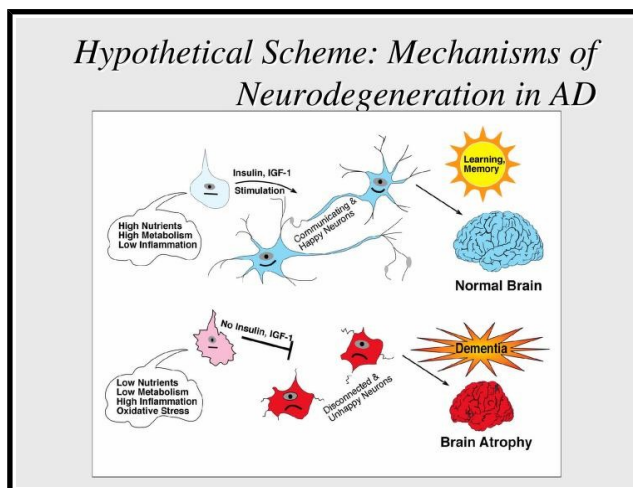 Hypothetical Scheme: Mechanisms of
Neurodegeneration in AD
Insulin, IGF-1
Stimulation
High Nutrients
High Metabolism
Low Inflammation
Communicating &
Happy Neurons
Learning,
Memory
Normal Brain
No Insulin, IGF-1
Low Nutrients
Low Metabolism
High Inflammation
Oxidative Stress
Disconnected &
Unhappy Neurons
Dementia
Brain Atrophy